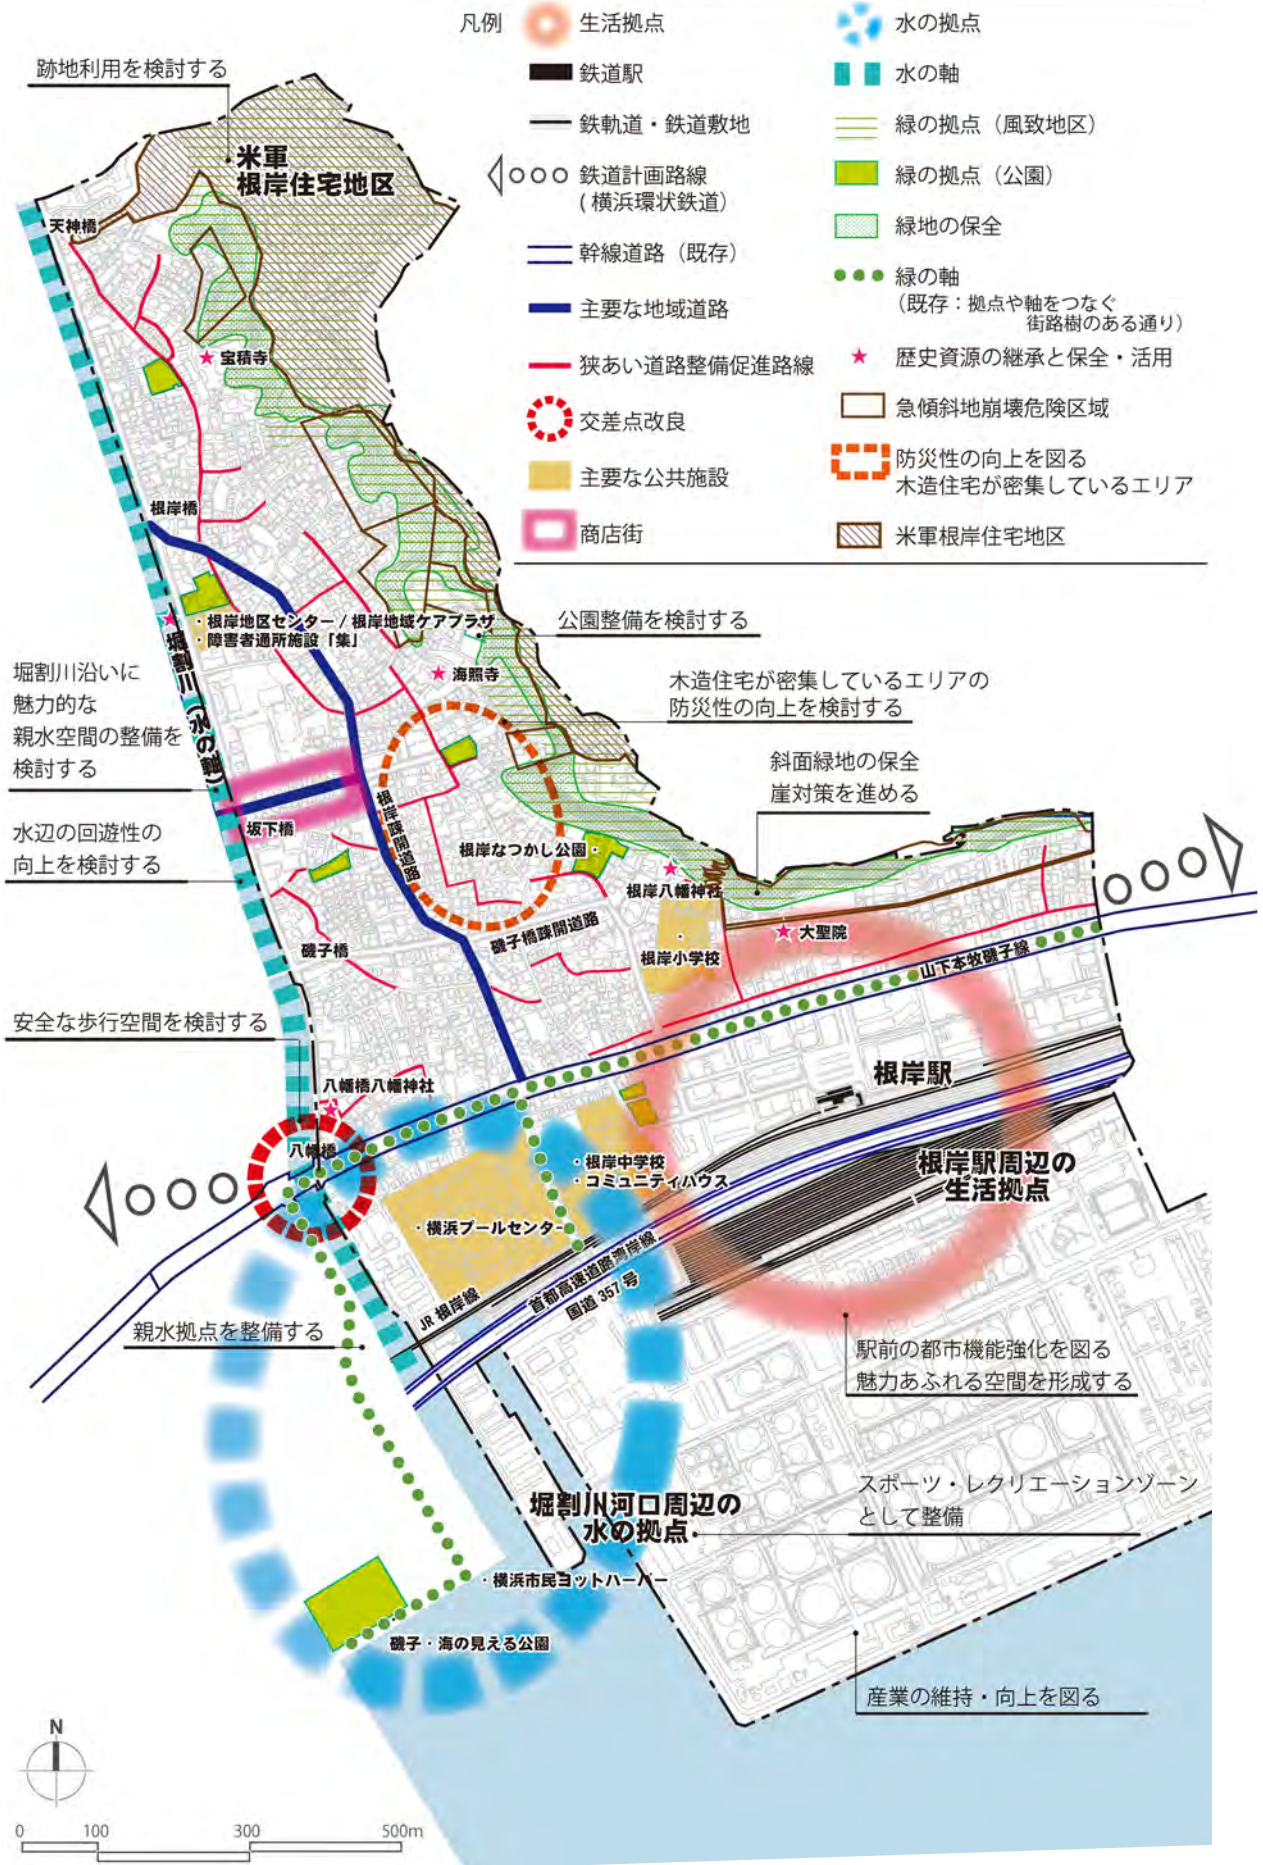 凡例
生活拠点
鉄道駅
鉄軌道・鉄道敷地
鉄道計画路線
(横浜環状鉄道)
幹線道路（既存）
主要な地域道路
狭あい道路整備促進路線
交差点改良
主要な公共施設
商店街
水の拠点
水の軸
緑の拠点（風致地区）
緑の拠点（公園）
緑地の保全
緑の軸
（既存：拠点や軸をつなぐ
街路樹のある通り）
歴史資源の継承と保全・活用
急傾斜地崩壊危険区域
防災性の向上を図る
木造住宅が密集しているエリア
米軍根岸住宅地区
跡地利用を検討する
米軍
根岸住宅地区
天神橋
宝積寺
根岸橋
・根岸地区センター/根岸地域ケアプラザ
・障害者通所施設「集」
公園整備を検討する
堀割川（水の軸）
海照寺
堀割川沿いに
魅力的な
親水空間の整備を
検討する
木造住宅が密集しているエリアの
防災性の向上を検討する
斜面緑地の保全
崖対策を進める
根岸疎開道路
坂下橋
水辺の回遊性の
向上を検討する
根岸なつかし公園・
根岸八幡神社
磯子橋疎開道路
大聖院
磯子橋
・
根岸小学校
山下本牧磯子線
安全な歩行空間を検討する
八幡橋八幡神社
根岸駅
八幡橋
・根岸中学校
・コミュニティハウス
根岸駅周辺の
生活拠点
・横浜プールセンター
首都高速道路湾岸線
JR 根岸線
国道 357 号
親水拠点を整備する
駅前の都市機能強化を図る
魅力あふれる空間を形成する
スポーツ・レクリエーションゾーン
として整備
堀割川河口周辺の
水の拠点
・横浜市民ヨットハーバー
磯子・海の見える公園
産業の維持・向上を図る
N
0 100 300 500m